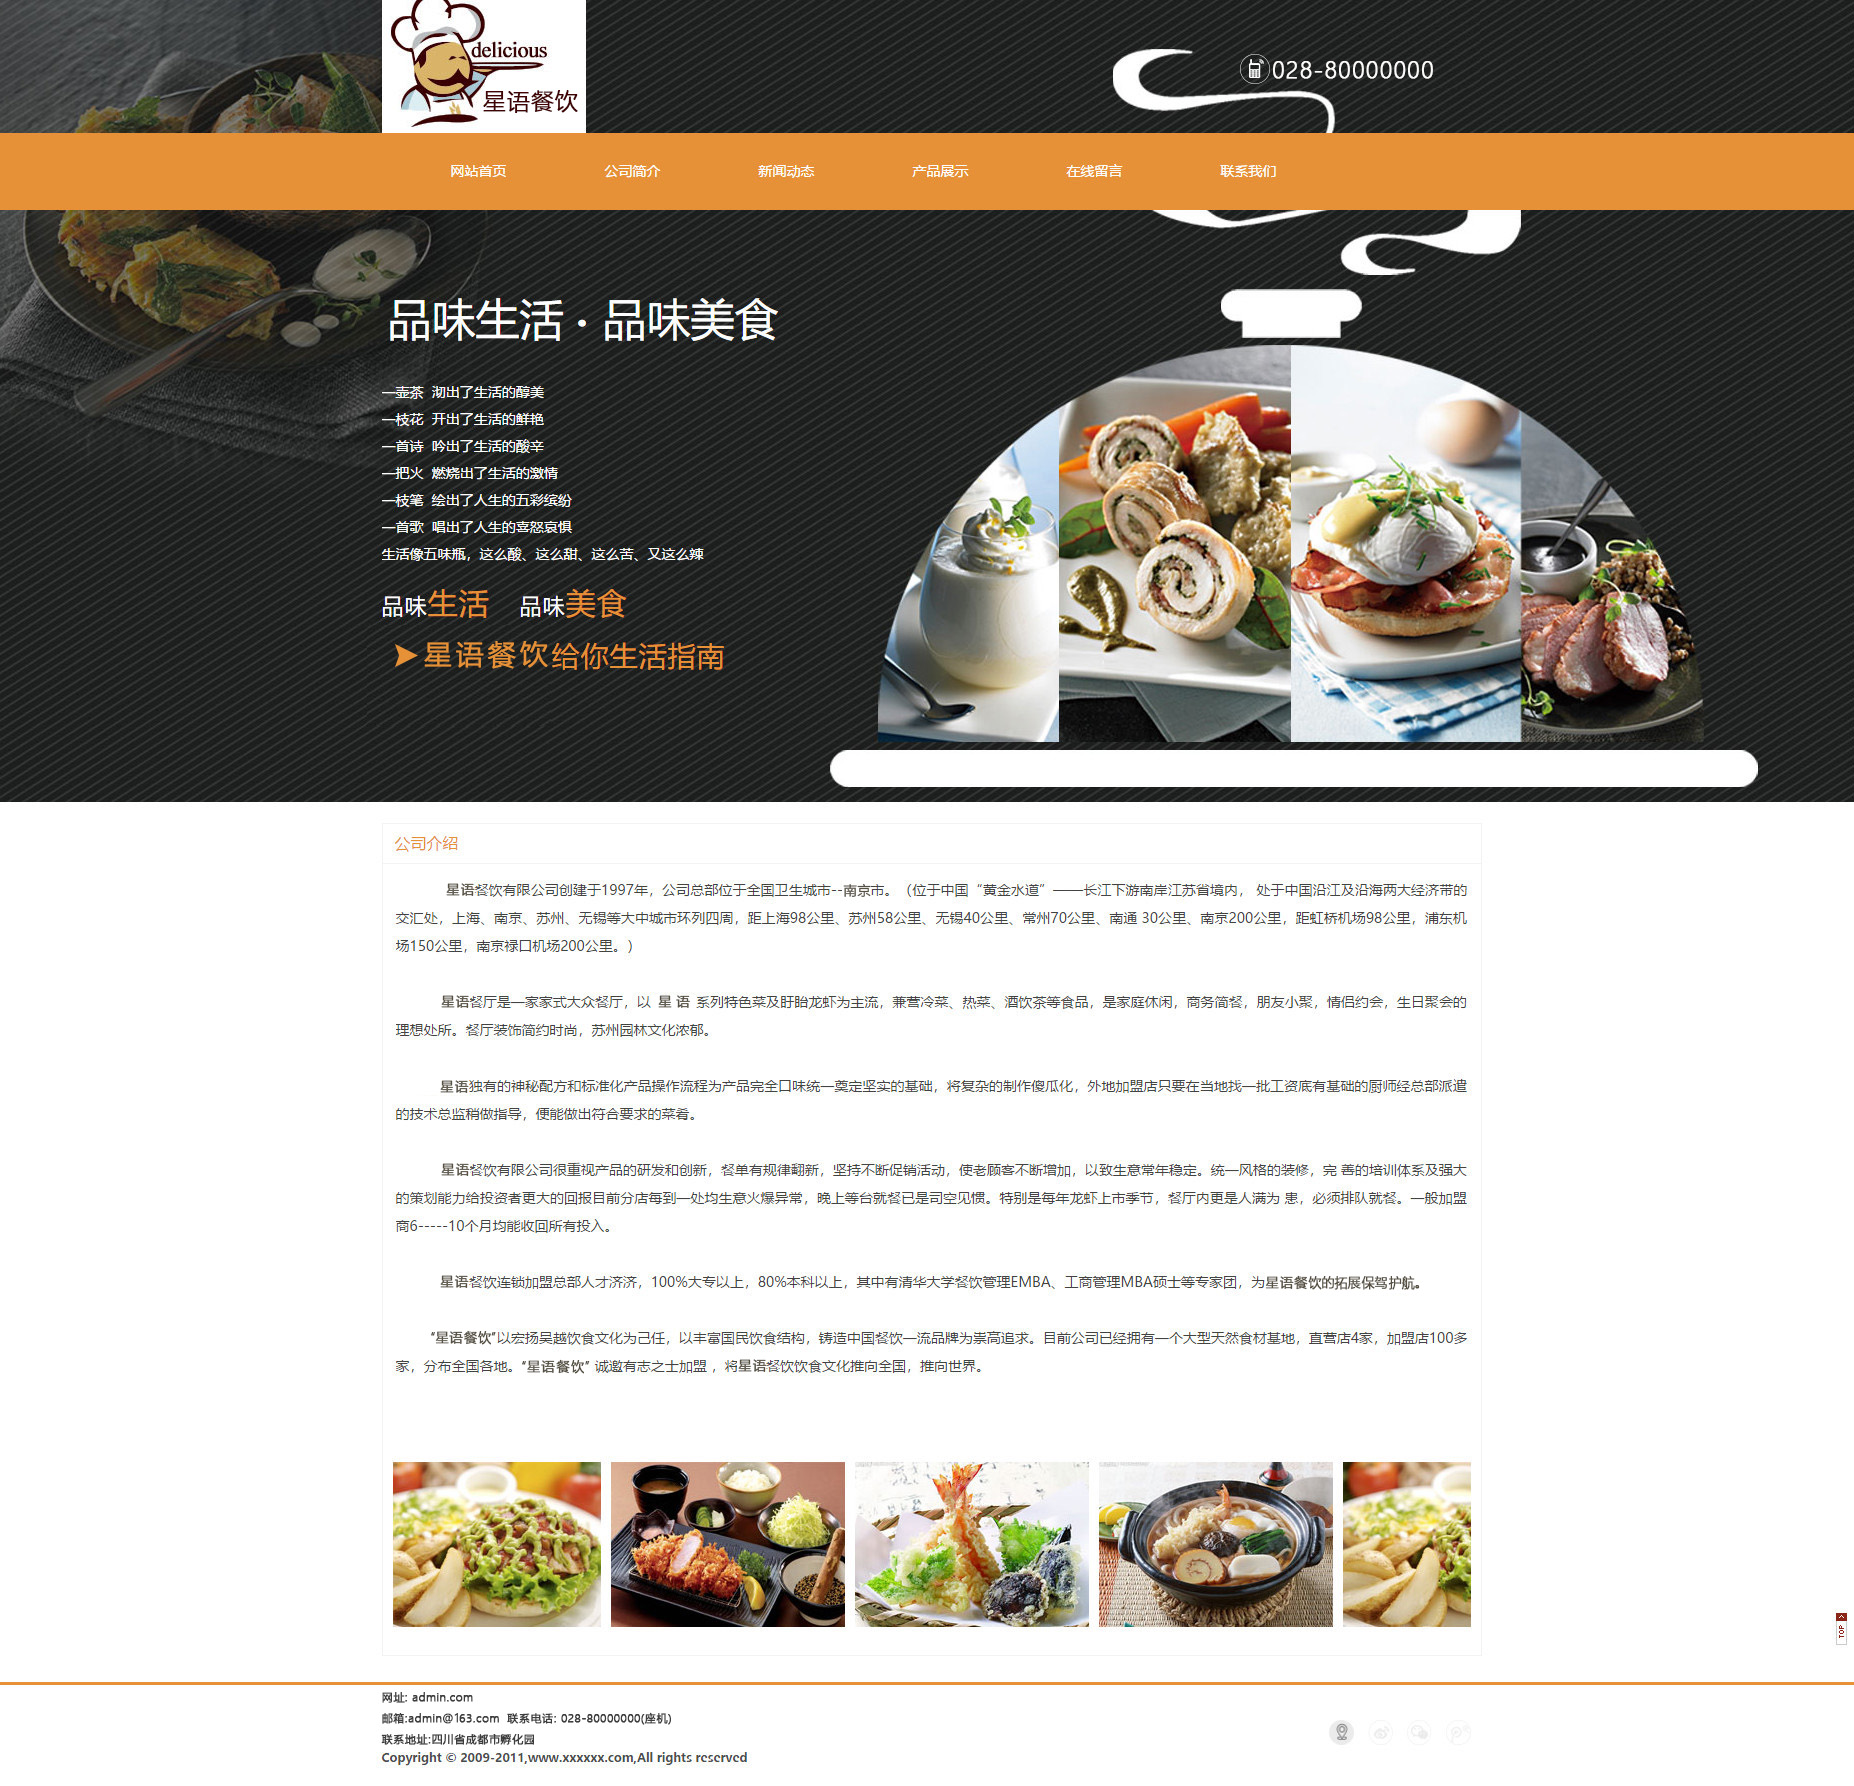 delicious
星语餐饮
028-80000000
网站首页 公司简介 新闻动态 产品展示 在线留言 联系我们
品味生活 · 品味美食
一壶茶 沏出了生活的醇美
一枝花 开出了生活的鲜艳
一首诗 吟出了生活的酸辛
一把火 燃烧出了生活的激情
一枝笔 绘出了人生的五彩缤纷
一首歌 唱出了人生的喜怒哀惧
生活像五味瓶，这么酸、这么甜、这么苦、又这么辣
品味生活 品味美食
➤星语餐饮给你生活指南
公司介绍
星语餐饮有限公司创建于1997年，公司总部位于全国卫生城市--南京市。（位于中国“黄金水道”——长江下游南岸江苏省境内， 处于中国沿江及沿海两大经济带的
交汇处，上海、南京、苏州、无锡等大中城市环列四周，距上海98公里、苏州58公里、无锡40公里、常州70公里、南通 30公里、南京200公里，距虹桥机场98公里，浦东机
场150公里，南京禄口机场200公里。）
星语餐厅是一家家式大众餐厅，以 星 语 系列特色菜及盱眙龙虾为主流，兼营冷菜、热菜、酒饮茶等食品，是家庭休闲，商务简餐，朋友小聚，情侣约会，生日聚会的
理想处所。餐厅装饰简约时尚，苏州园林文化浓郁。
星语独有的神秘配方和标准化产品操作流程为产品完全口味统一奠定坚实的基础，将复杂的制作傻瓜化，外地加盟店只要在当地找一批工资底有基础的厨师经总部派遣
的技术总监稍做指导，便能做出符合要求的菜肴。
星语餐饮有限公司很重视产品的研发和创新，餐单有规律翻新，坚持不断促销活动，使老顾客不断增加，以致生意常年稳定。统一风格的装修，完 善的培训体系及强大
的策划能力给投资者更大的回报目前分店每到一处均生意火爆异常，晚上等台就餐已是司空见惯。特别是每年龙虾上市季节，餐厅内更是人满为 患，必须排队就餐。一般加盟
商6-----10个月均能收回所有投入。
星语餐饮连锁加盟总部人才济济，100%大专以上，80%本科以上，其中有清华大学餐饮管理EMBA、工商管理MBA硕士等专家团，为星语餐饮的拓展保驾护航。
“星语餐饮”以宏扬吴越饮食文化为己任，以丰富国民饮食结构，铸造中国餐饮一流品牌为崇高追求。目前公司已经拥有一个大型天然食材基地，直营店4家，加盟店100多
家，分布全国各地。“星语餐饮” 诚邀有志之士加盟 ，将星语餐饮饮食文化推向全国，推向世界。
TOP
网址: admin.com
邮箱:admin@163.com 联系电话: 028-80000000(座机)
联系地址:四川省成都市孵化园
Copyright © 2009-2011,www.xxxxxx.com,All rights reserved